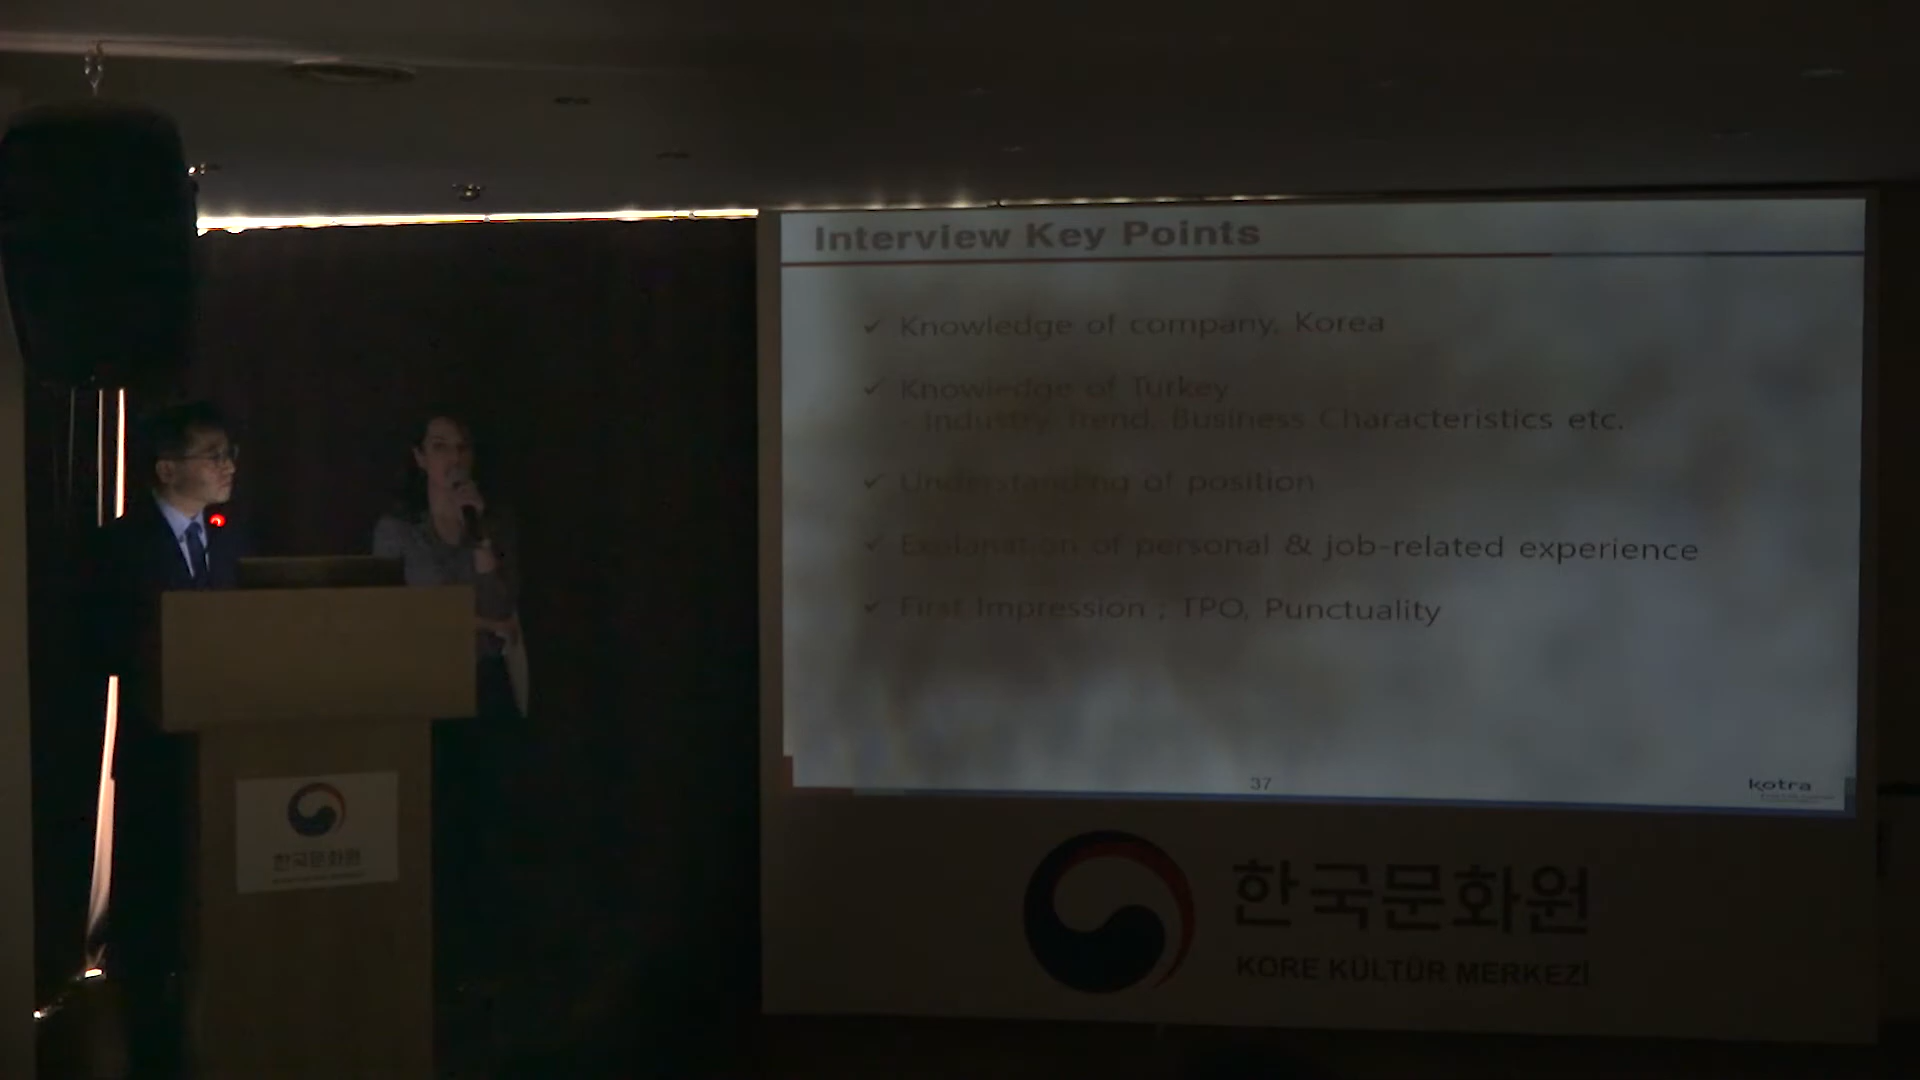 Interview Key Points
✓ Knowledge of company, Korea
✓ Knowledge of Turkey
- Industry, Trend, Business Characteristics etc.
✓ Understanding of position
✓ Explanation of personal & job-related experience
✓ First Impression ; TPO, Punctuality
37
kotra
한국문화원
KORE KÜLTÜR MERKEZİ
한국문화원